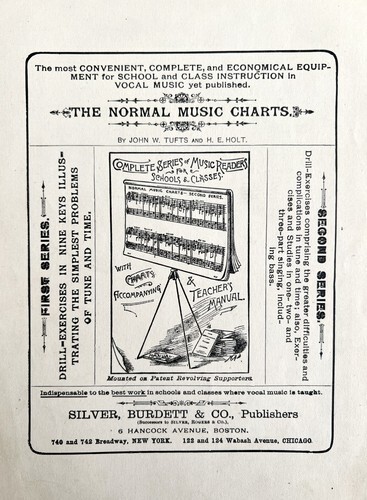 The most CONVENIENT, COMPLETE, and ECONOMICAL EQUIP-
MENT for SCHOOL and CLASS INSTRUCTION in
VOCAL MUSIC yet published.
THE NORMAL MUSIC CHARTS,
BY JOHN W. TUFTS AND H. E. HOLT.
FIRST SERIES.
DRILL-EXERCISES IN NINE KEYS ILLUS-
TRATING THE SIMPLEST PROBLEMS
OF TUNE AND TIME.
COMPLETE SERIES OF MUSIC READERS
FOR
SCHOOLS & CLASSES
NORMAL MUSIC CHARTS—SECOND SERIES.
WITH
CHARTS
ACCOMPANYING
& TEACHER'S
MANUAL
Mounted on Patent Revolving Supporters.
SECOND SERIES.
Drill-Exercises comprising the greater difficulties and
complications in tune and time; also, Exer-
cises and Studies in one- two- and
three-part singing, includ-
ing bass.
Indispensable to the best work in schools and classes where vocal music is taught.
SILVER, BURDETT & CO., Publishers
(Successors to SILVER, ROGERS & CO.)
6 HANCOCK AVENUE, BOSTON.
740 and 742 Broadway, NEW YORK. 122 and 124 Wabash Avenue, CHICAGO.